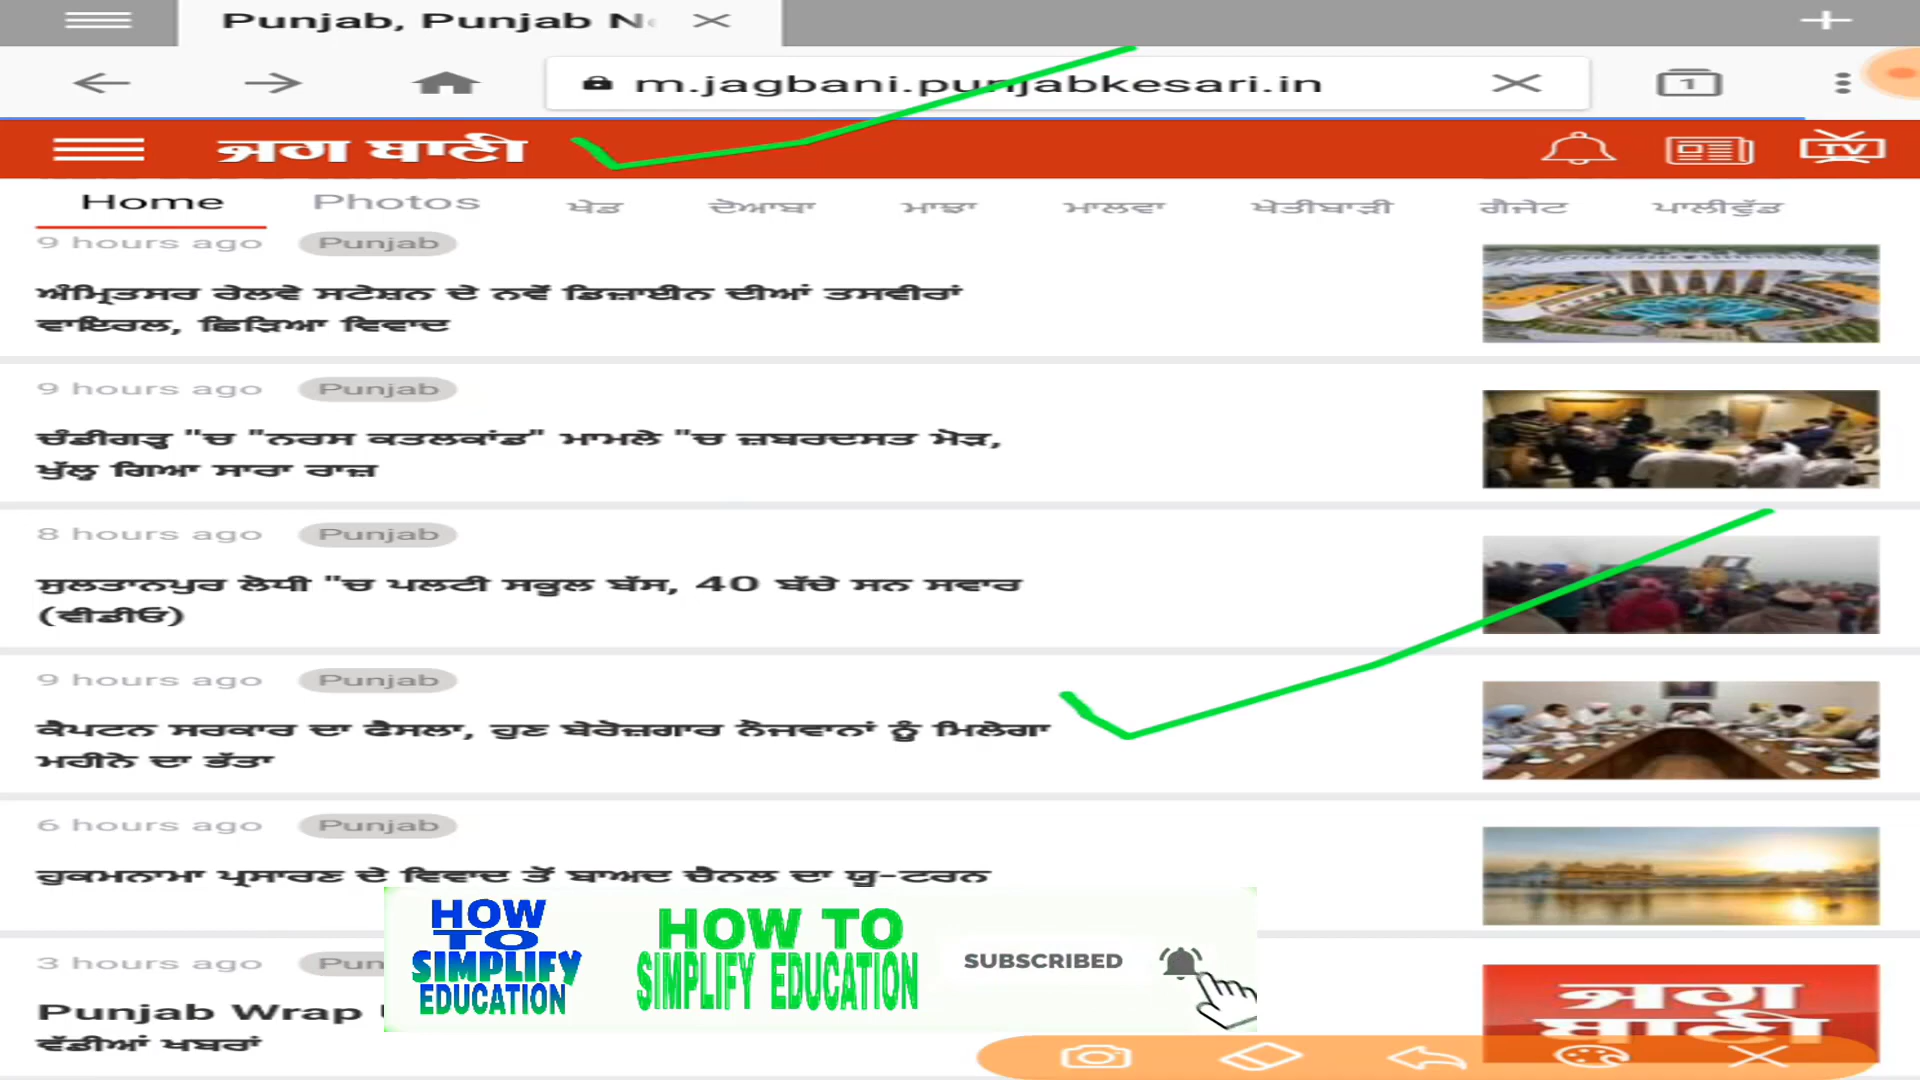 Punjab, Punjab N
m.jagbani.punjabkesari.in
1
ਜਗ ਬਾਣੀ
TV
Home Photos ਖੇਡ ਦੋਆਬਾ ਮਾਝਾ ਮਾਲਵਾ ਖੇਤੀਬਾੜੀ ਗੈਜੇਟ ਪਾਲੀਵੁੱਡ
9 hours ago Punjab
ਅੰਮ੍ਰਿਤਸਰ ਰੇਲਵੇ ਸਟੇਸ਼ਨ ਦੇ ਨਵੇਂ ਡਿਜ਼ਾਈਨ ਦੀਆਂ ਤਸਵੀਰਾਂ
ਵਾਇਰਲ, ਛਿੜਿਆ ਵਿਵਾਦ
9 hours ago Punjab
ਚੰਡੀਗੜ੍ਹ "ਚ "ਨਰਸ ਕਤਲਕਾਂਡ" ਮਾਮਲੇ "ਚ ਜ਼ਬਰਦਸਤ ਮੋੜ,
ਖੁੱਲ੍ਹ ਗਿਆ ਸਾਰਾ ਰਾਜ਼
8 hours ago Punjab
ਸੁਲਤਾਨਪੁਰ ਲੋਧੀ "ਚ ਪਲਟੀ ਸਕੂਲ ਬੱਸ, 40 ਬੱਚੇ ਸਨ ਸਵਾਰ
(ਵੀਡੀਓ)
9 hours ago Punjab
ਕੈਪਟਨ ਸਰਕਾਰ ਦਾ ਫੈਸਲਾ, ਹੁਣ ਬੇਰੋਜ਼ਗਾਰ ਨੌਜਵਾਨਾਂ ਨੂੰ ਮਿਲੇਗਾ
ਮਹੀਨੇ ਦਾ ਭੱਤਾ
6 hours ago Punjab
ਹੁਕਮਨਾਮਾ ਪ੍ਰਸਾਰਣ ਦੇ ਵਿਵਾਦ ਤੋਂ ਬਾਅਦ ਚੈਨਲ ਦਾ ਯੂ-ਟਰਨ
3 hours ago Pun
Punjab Wrap
ਵੱਡੀਆਂ ਖਬਰਾਂ
HOW
TO
SIMPLIFY
EDUCATION
HOW TO
SIMPLIFY EDUCATION
SUBSCRIBED
ਜਗ
ਬਾਣੀ